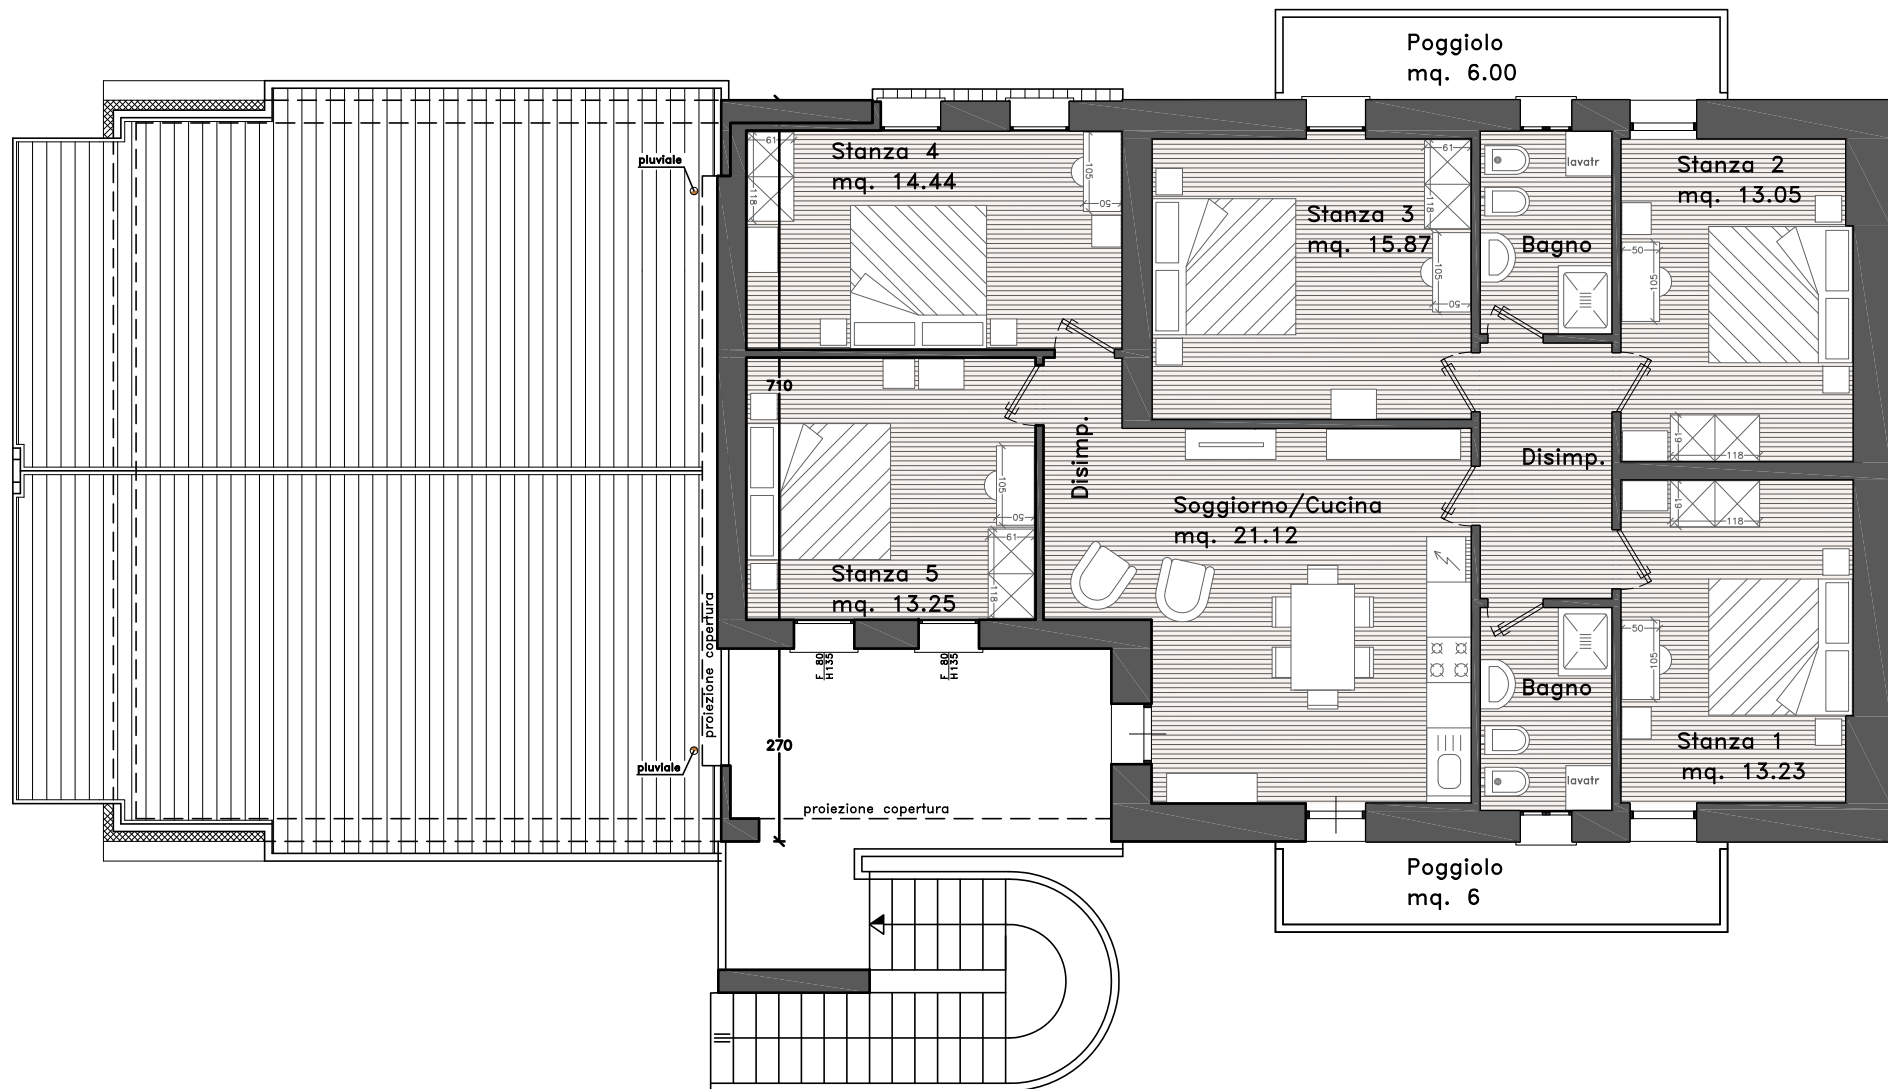 Poggiolo
mq. 6.00
pluviale
Stanza 4
mq. 14.44
61
118
105
50
Stanza 3
mq. 15.87
61
118
105
50
lavatr
Bagno
Stanza 2
mq. 13.05
50
105
61
118
710
Disimp.
Disimp.
Soggiorno/Cucina
mq. 21.12
105
50
61
118
Stanza 5
mq. 13.25
61
118
50
105
Bagno
lavatr
Stanza 1
mq. 13.23
F 80
H135
F 80
H135
proiezione copertura
270
pluviale
proiezione copertura
Poggiolo
mq. 6